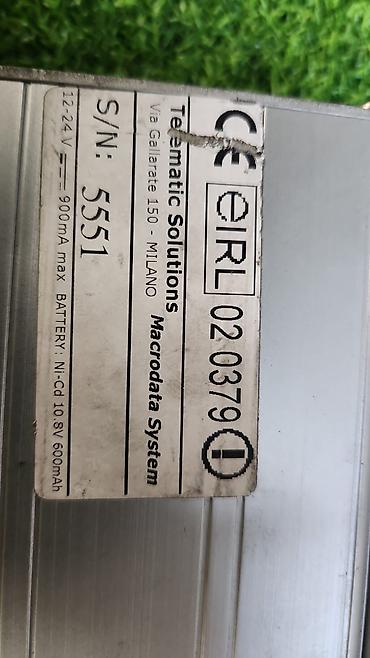 CE eIRL 02 0379 i
Telematic Solutions Macrodata System
Via Gallarate 150 - MILANO
S/N: 5551
12-24 V 900mA max BATTERY: Ni-Cd 10,8V 600mAh